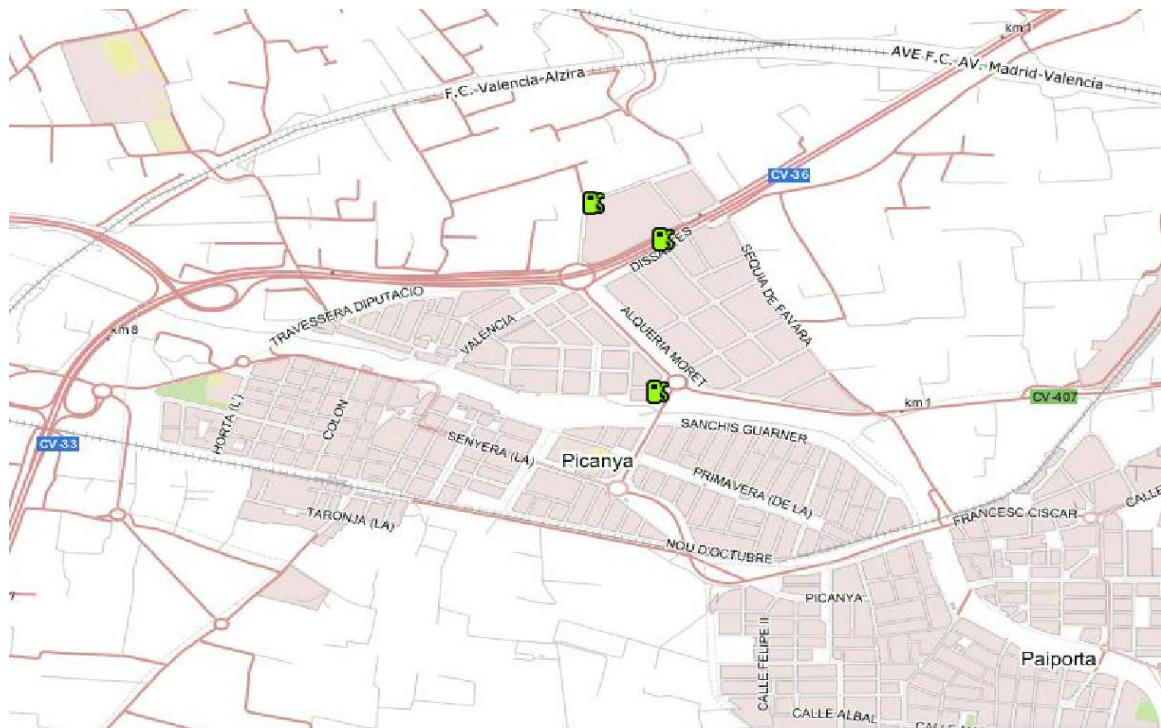 km 1
AVE F.C. AV.-Madrid-Valencia
F.C.-Valencia-Alzira
CV-36
DISSABTES
SEQUIA DE FAVARA
TRAVESSERA DIPUTACIO
VALENCIA
ALQUERIA MORET
km 8
HORTA (L')
COLON
km 1
CV-407
CV-33
SENYERA (LA)
SANCHIS GUARNER
Picanya
PRIMAVERA (DE LA)
TARONJA (LA)
NOU D'OCTUBRE
FRANCESC CISCAR
CALLE
PICANYA
7
CALLE FELIPE II
Paiporta
CALLE ALBAL